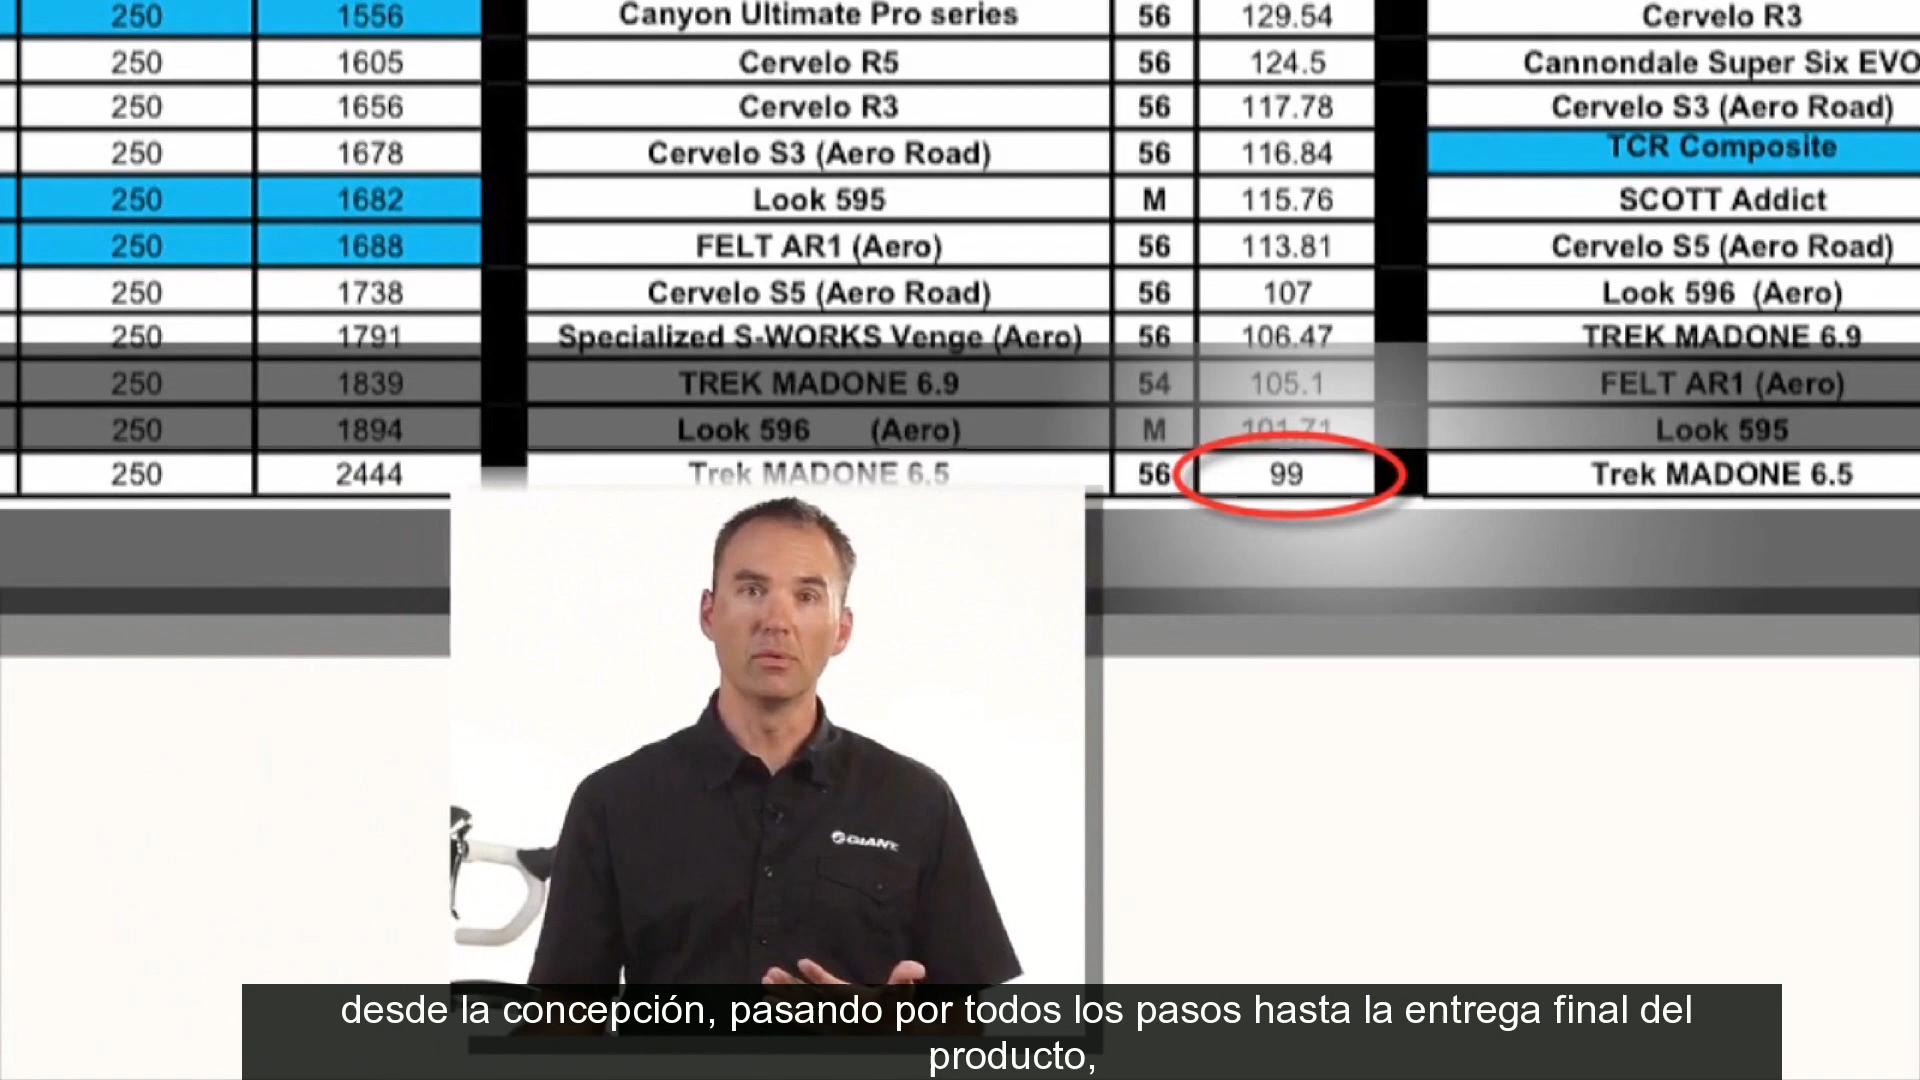 250 1556 Canyon Ultimate Pro series 56 129.54 Cervelo R3
250 1605 Cervelo R5 56 124.5 Cannondale Super Six EVO
250 1656 Cervelo R3 56 117.78 Cervelo S3 (Aero Road)
250 1678 Cervelo S3 (Aero Road) 56 116.84 TCR Composite
250 1682 Look 595 M 115.76 SCOTT Addict
250 1688 FELT AR1 (Aero) 56 113.81 Cervelo S5 (Aero Road)
250 1738 Cervelo S5 (Aero Road) 56 107 Look 596 (Aero)
250 1791 Specialized S-WORKS Venge (Aero) 56 106.47 TREK MADONE 6.9
250 1839 TREK MADONE 6.9 54 105.1 FELT AR1 (Aero)
250 1894 Look 596 (Aero) M 101.71 Look 595
250 2444 Trek MADONE 6.5 56 99 Trek MADONE 6.5
GIANT
desde la concepción, pasando por todos los pasos hasta la entrega final del
producto,